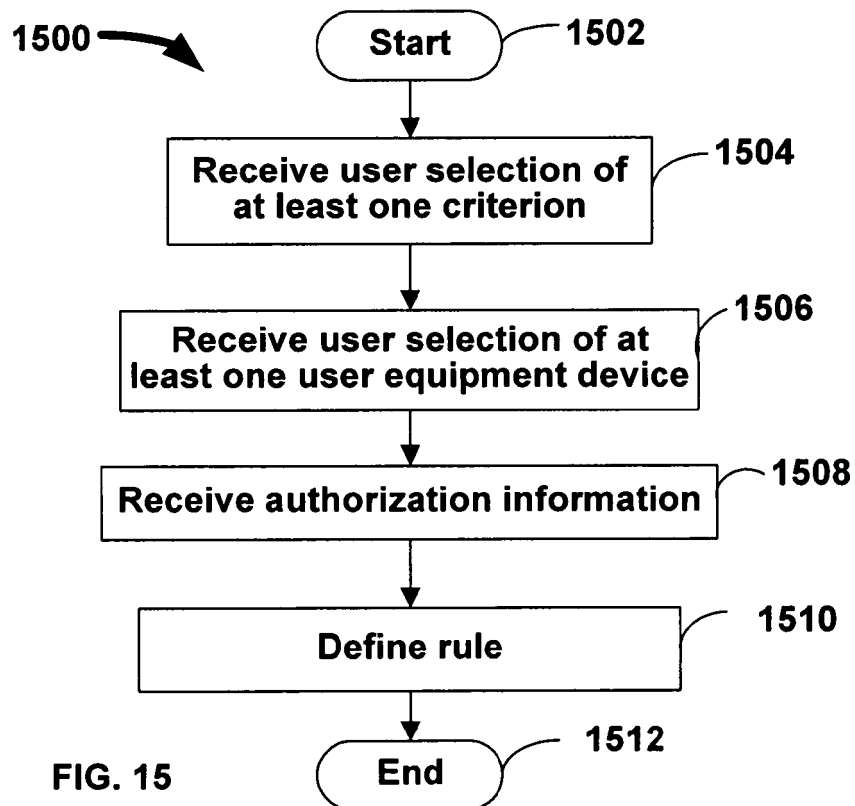 1500
Start
1502
Receive user selection of
at least one criterion
1504
Receive user selection of at
least one user equipment device
1506
Receive authorization information
1508
Define rule
1510
End
1512
FIG. 15